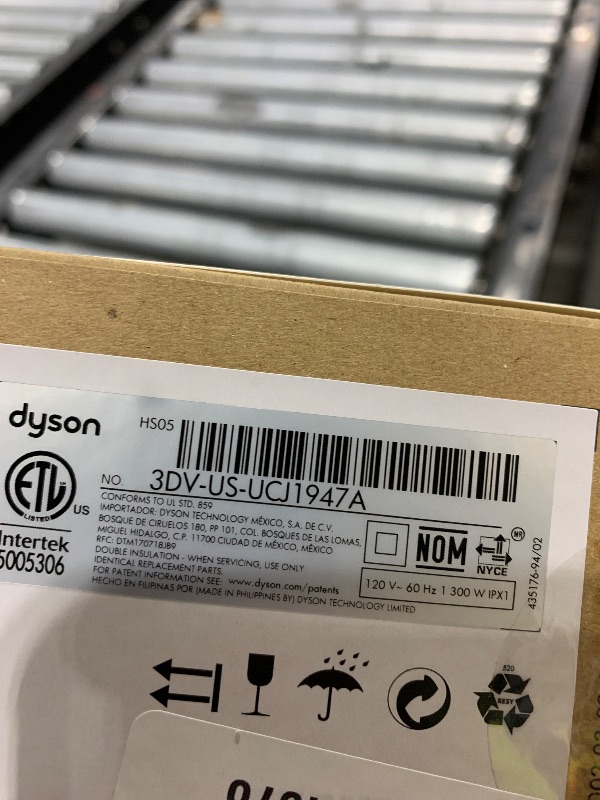 dyson
HS05
NO. 3DV-US-UCJ1947A
CONFORMS TO UL STD. 859
IMPORTADOR: DYSON TECHNOLOGY MÉXICO, S.A. DE C.V.
BOSQUE DE CIRUELOS 180, PP 101, COL. BOSQUES DE LAS LOMAS,
MIGUEL HIDALGO, C.P. 11700 CIUDAD DE MÉXICO, MÉXICO
RFC: DTM170718JB9
DOUBLE INSULATION - WHEN SERVICING, USE ONLY
IDENTICAL REPLACEMENT PARTS.
FOR PATENT INFORMATION SEE: www.dyson.com/patents
HECHO EN FILIPINAS POR (MADE IN PHILIPPINES BY) DYSON TECHNOLOGY LIMITED
ETL
LISTED
US
Intertek
5005306
NOM
MR
NYCE
120 V~ 60 Hz 1 300 W IPX1
435176-94/02
520
RESY